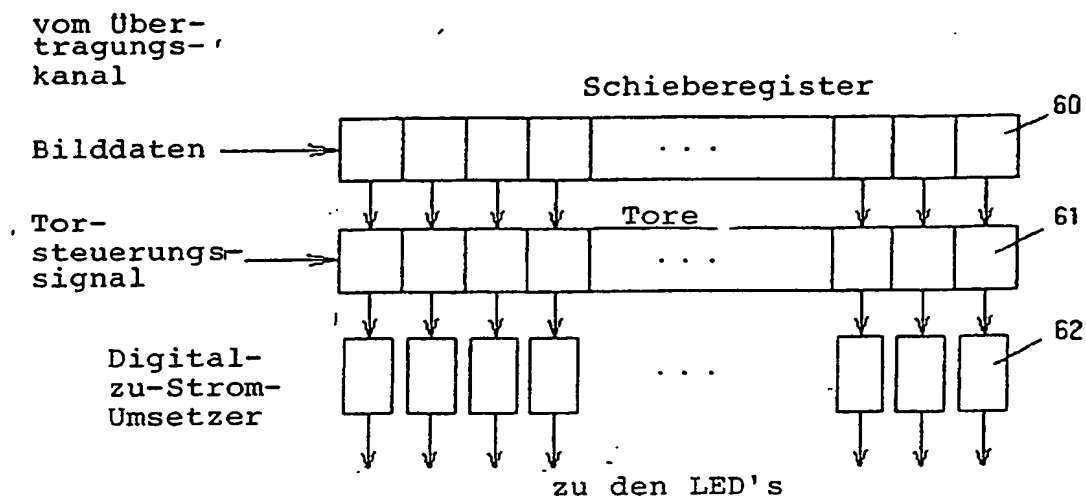 vom Über-
tragungs-
kanal
Schieberegister
60
Bilddaten
. . .
Tore
61
Tor-
steuerungs-
signal
. . .
62
Digital-
zu-Strom-
Umsetzer
. . .
zu den LED's